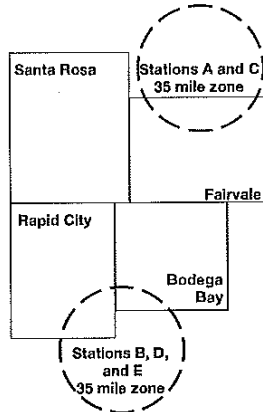 Santa Rosa
Stations A and C
35 mile zone
Fairvale
Rapid City
Bodega
Bay
Stations B, D,
and E
35 mile zone